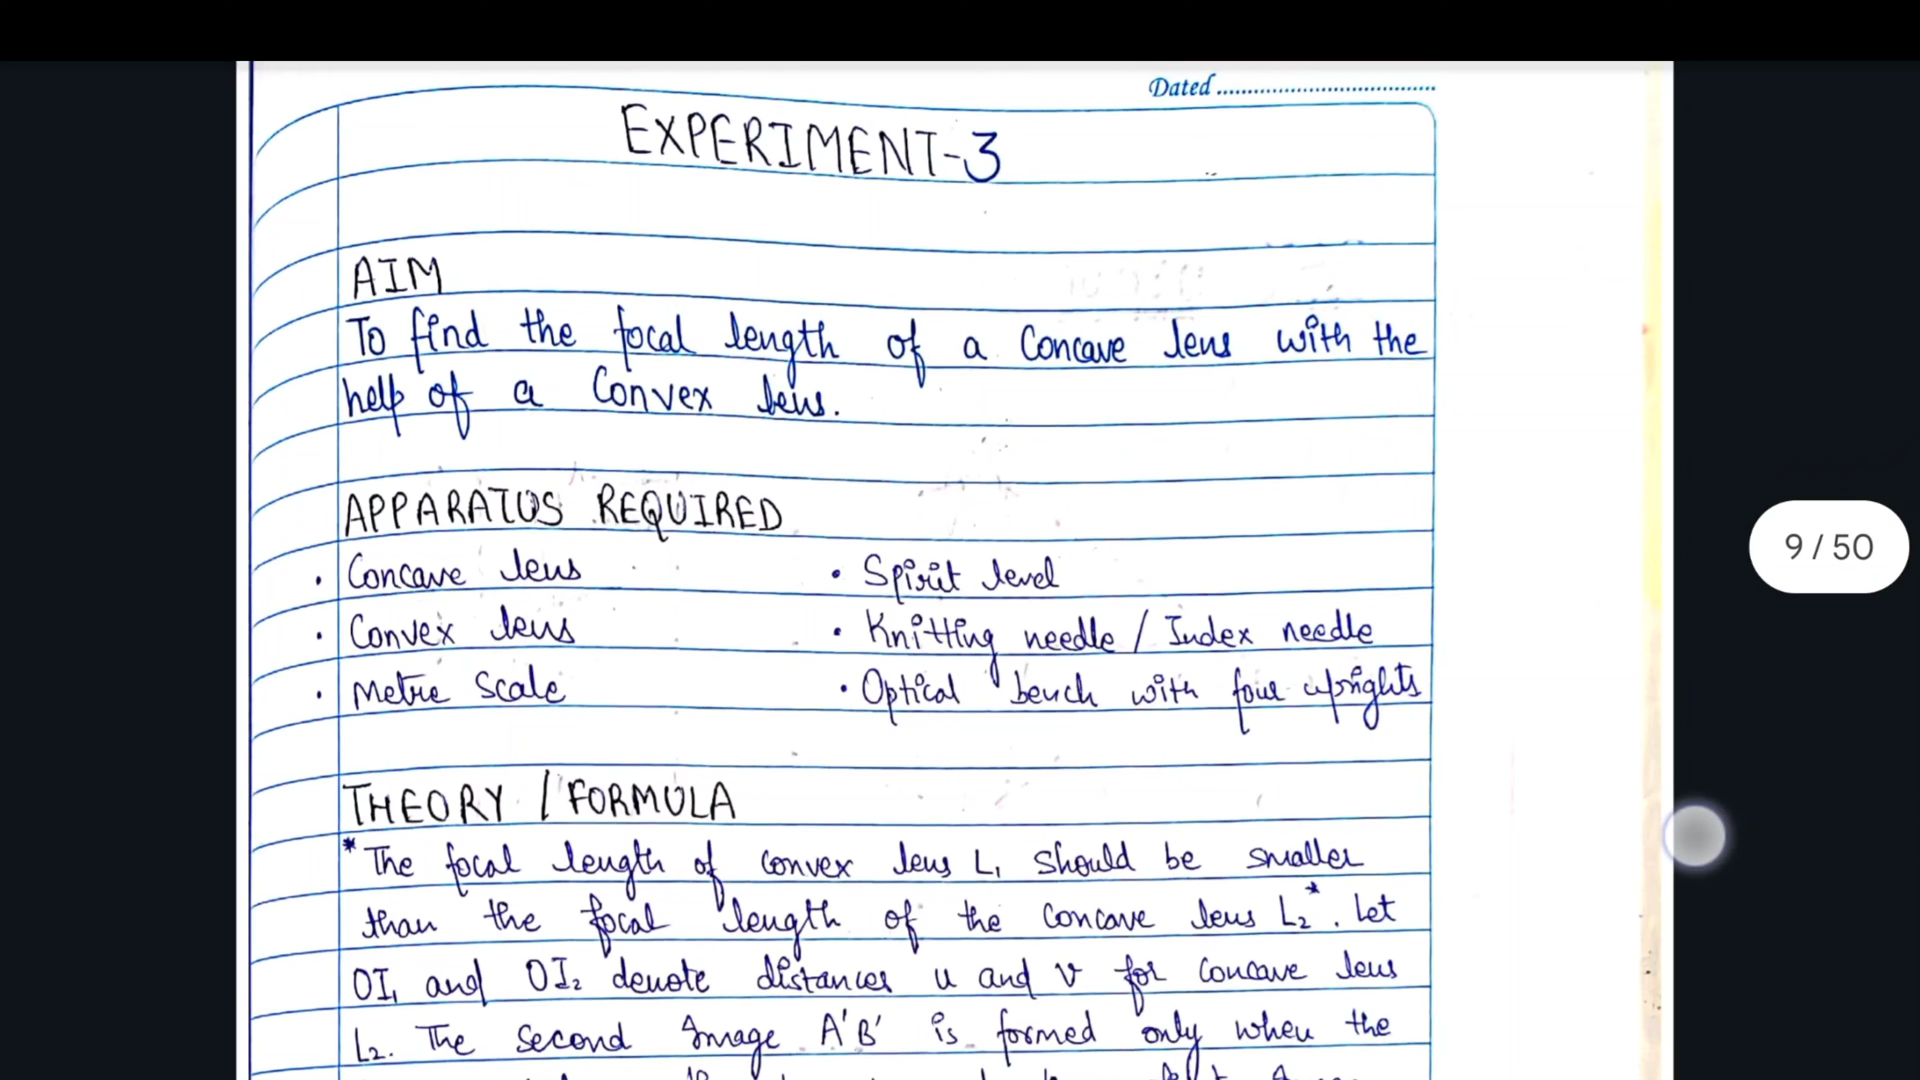 Dated
EXPERIMENT-3
AIM
To find the focal length of a concave lens with the
help of a Convex lens.
APPARATUS REQUIRED
• Concave lens • Spirit level
• Convex lens • Knitting needle / Index needle
• Metre Scale • Optical bench with four uprights
THEORY / FORMULA
*The focal length of convex lens L₁ should be smaller
than the focal length of the concave lens L₂*. Let
OI₁ and OI₂ denote distances u and v for concave lens
L₂. The second Image A'B' is formed only when the
9 / 50